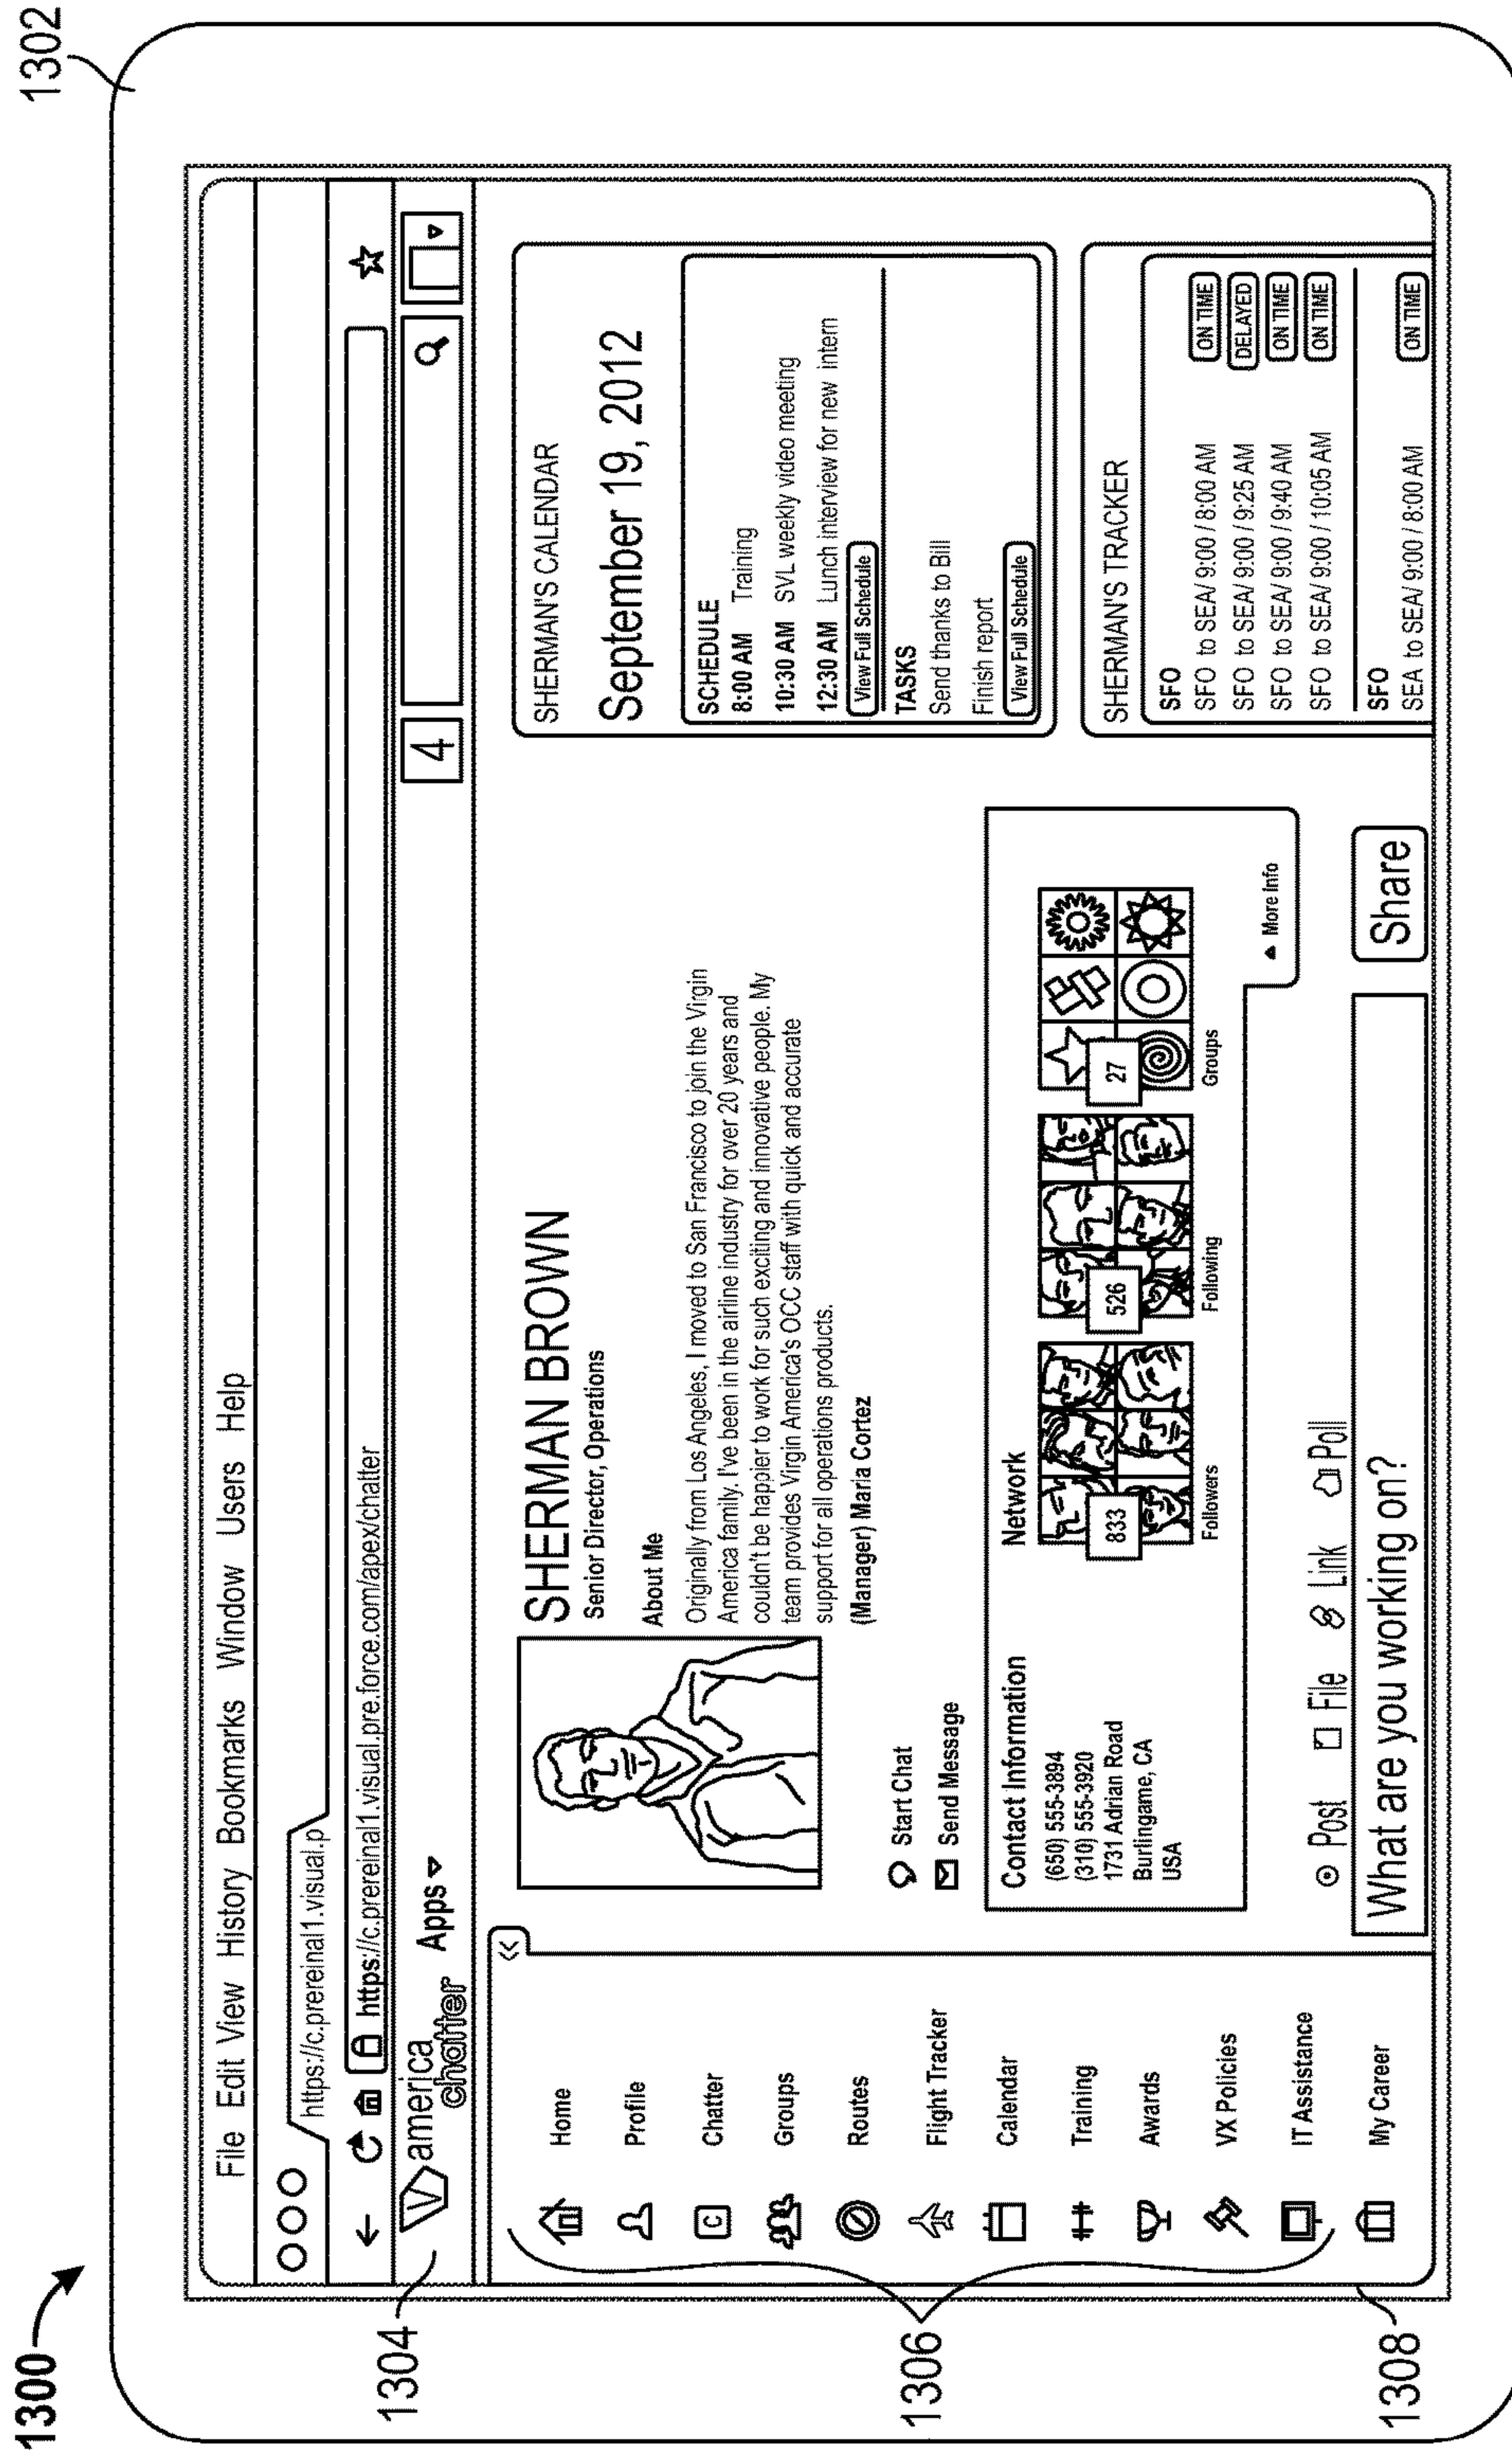 1300
1302
File Edit View History Bookmarks Window Users Help
https://c.prereinal1.visual.p
https://c.prereinal1.visual.pre.force.com/apex/chatter
1304
V america
chatter
Apps
4
Home
Profile
C
Chatter
Groups
Routes
Flight Tracker
Calendar
Training
Awards
VX Policies
IT Assistance
My Career
1306
1308
<<
SHERMAN BROWN
Senior Director, Operations
About Me
Originally from Los Angeles, I moved to San Francisco to join the Virgin
America family. I've been in the airline industry for over 20 years and
couldn't be happier to work for such exciting and innovative people. My
team provides Virgin America's OCC staff with quick and accurate
support for all operations products.
(Manager) Maria Cortez
Start Chat
Send Message
Contact Information
(650) 555-3894
(310) 555-3920
1731 Adrian Road
Burlingame, CA
USA
Network
833
Followers
526
Following
27
Groups
More Info
Post File Link Poll
What are you working on?
Share
SHERMAN'S CALENDAR
September 19, 2012
SCHEDULE
8:00 AM Training
10:30 AM SVL weekly video meeting
12:30 AM Lunch interview for new intern
View Full Schedule
TASKS
Send thanks to Bill
Finish report
View Full Schedule
SHERMAN'S TRACKER
SFO
SFO to SEA/ 9:00 / 8:00 AM ON TIME
SFO to SEA/ 9:00 / 9:25 AM DELAYED
SFO to SEA/ 9:00 / 9:40 AM ON TIME
SFO to SEA/ 9:00 / 10:05 AM ON TIME
SFO
SEA to SEA/ 9:00 / 8:00 AM ON TIME